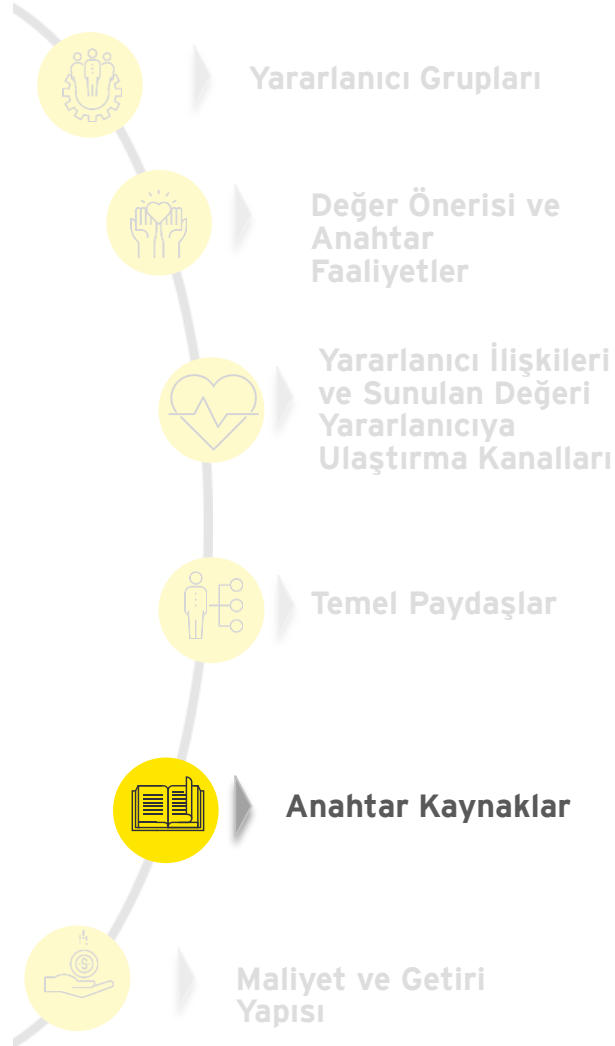 Yararlanıcı Grupları
Değer Önerisi ve
Anahtar
Faaliyetler
Yararlanıcı İlişkileri
ve Sunulan Değeri
Yararlanıcıya
Ulaştırma Kanalları
Temel Paydaşlar
Anahtar Kaynaklar
Maliyet ve Getiri
Yapısı